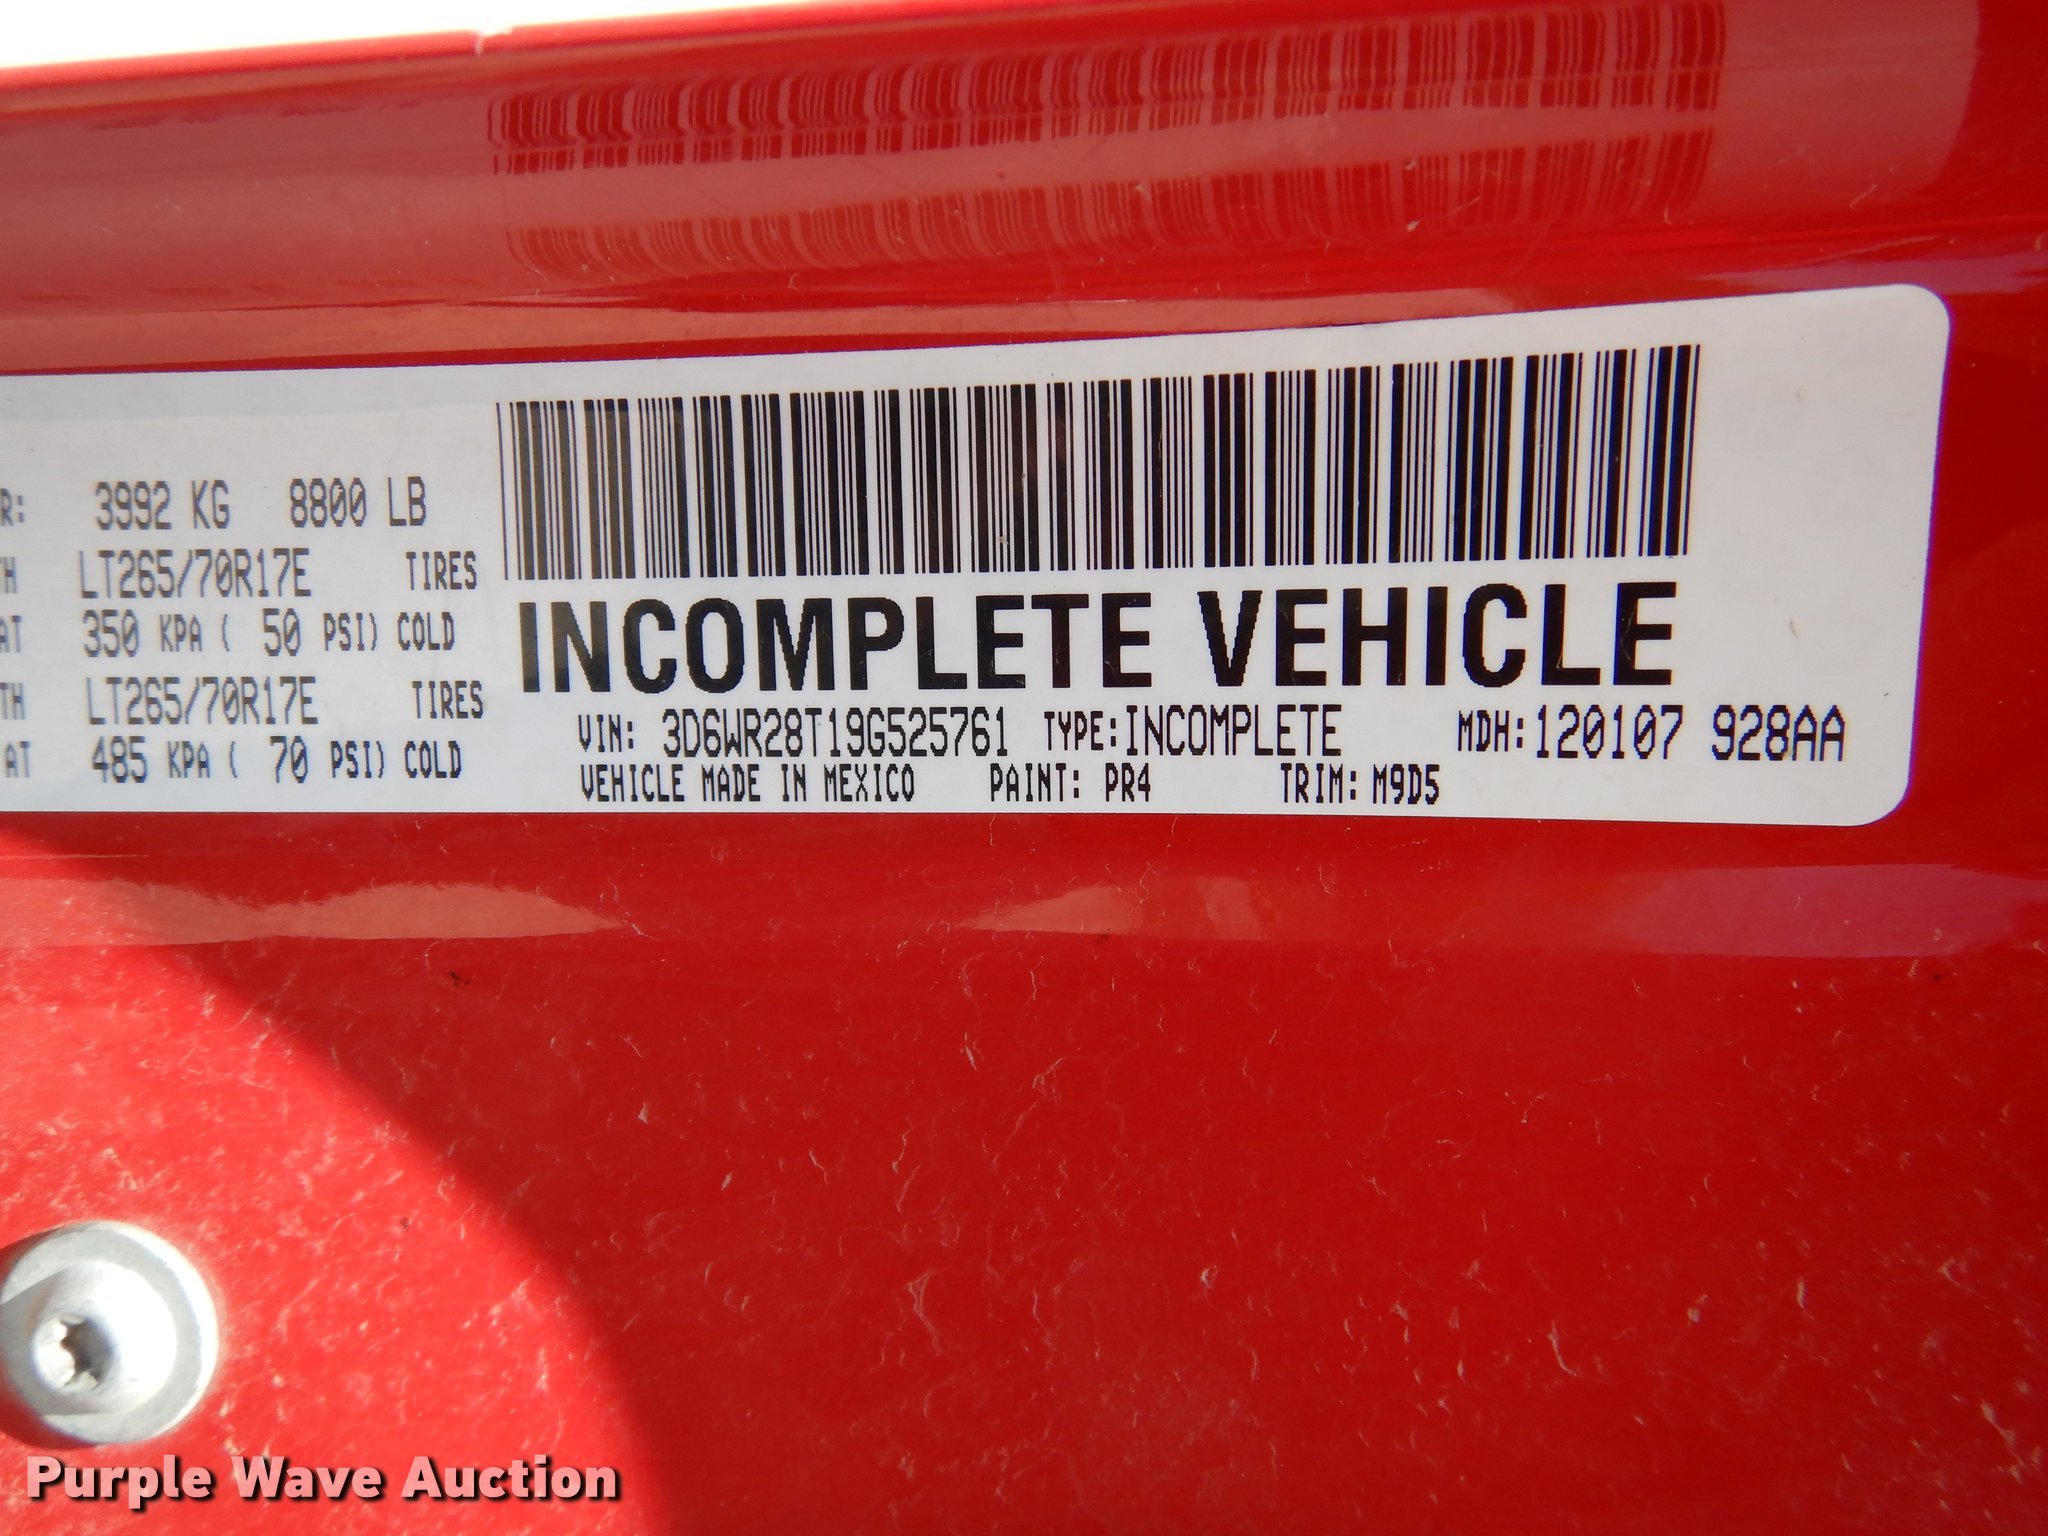 R: 3992 KG 8800 LB
TH LT265/70R17E TIRES
AT 350 KPA ( 50 PSI) COLD
TH LT265/70R17E TIRES
AT 485 KPA ( 70 PSI) COLD
INCOMPLETE VEHICLE
VIN: 3D6WR28T19G525761 TYPE:INCOMPLETE MDH:120107 928AA
VEHICLE MADE IN MEXICO PAINT: PR4 TRIM: M9D5
Purple Wave Auction